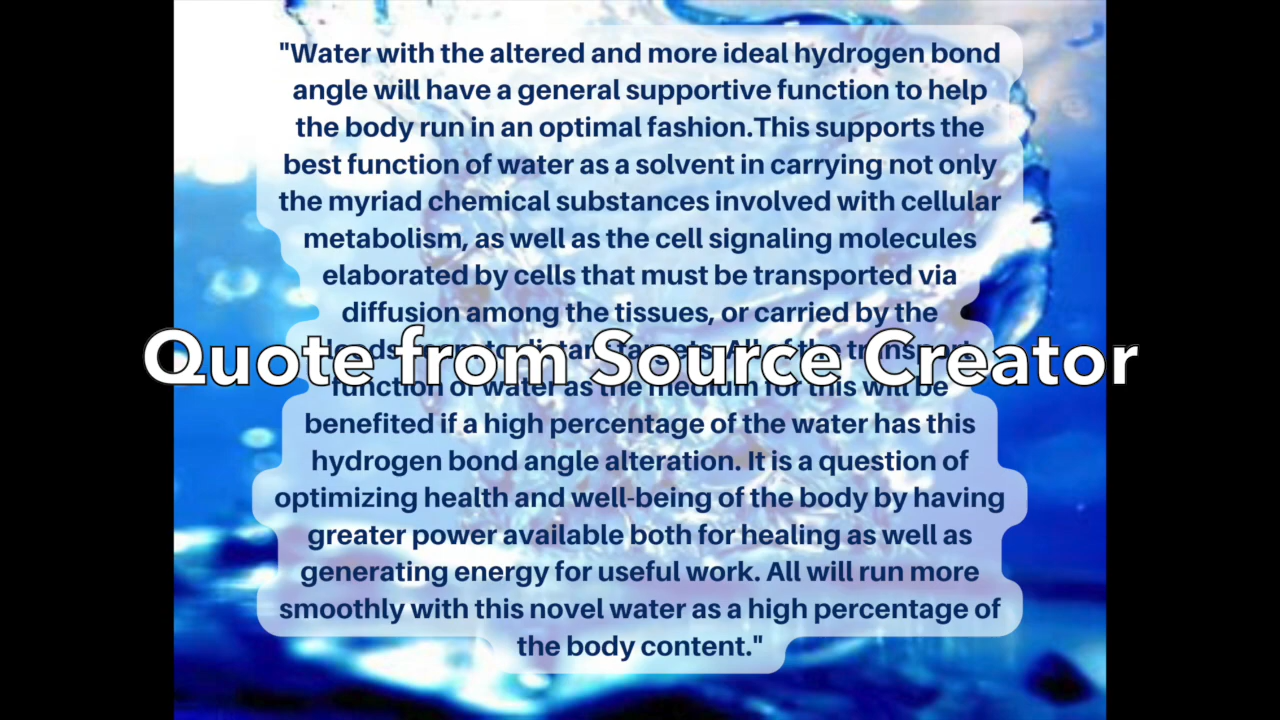 "Water with the altered and more ideal hydrogen bond
angle will have a general supportive function to help
the body run in an optimal fashion.This supports the
best function of water as a solvent in carrying not only
the myriad chemical substances involved with cellular
metabolism, as well as the cell signaling molecules
elaborated by cells that must be transported via
diffusion among the tissues, or carried by the
to distant targets. All of the transport
Quote from Source Creator
function of water as the medium for this will be
benefited if a high percentage of the water has this
hydrogen bond angle alteration. It is a question of
optimizing health and well-being of the body by having
greater power available both for healing as well as
generating energy for useful work. All will run more
smoothly with this novel water as a high percentage of
the body content."